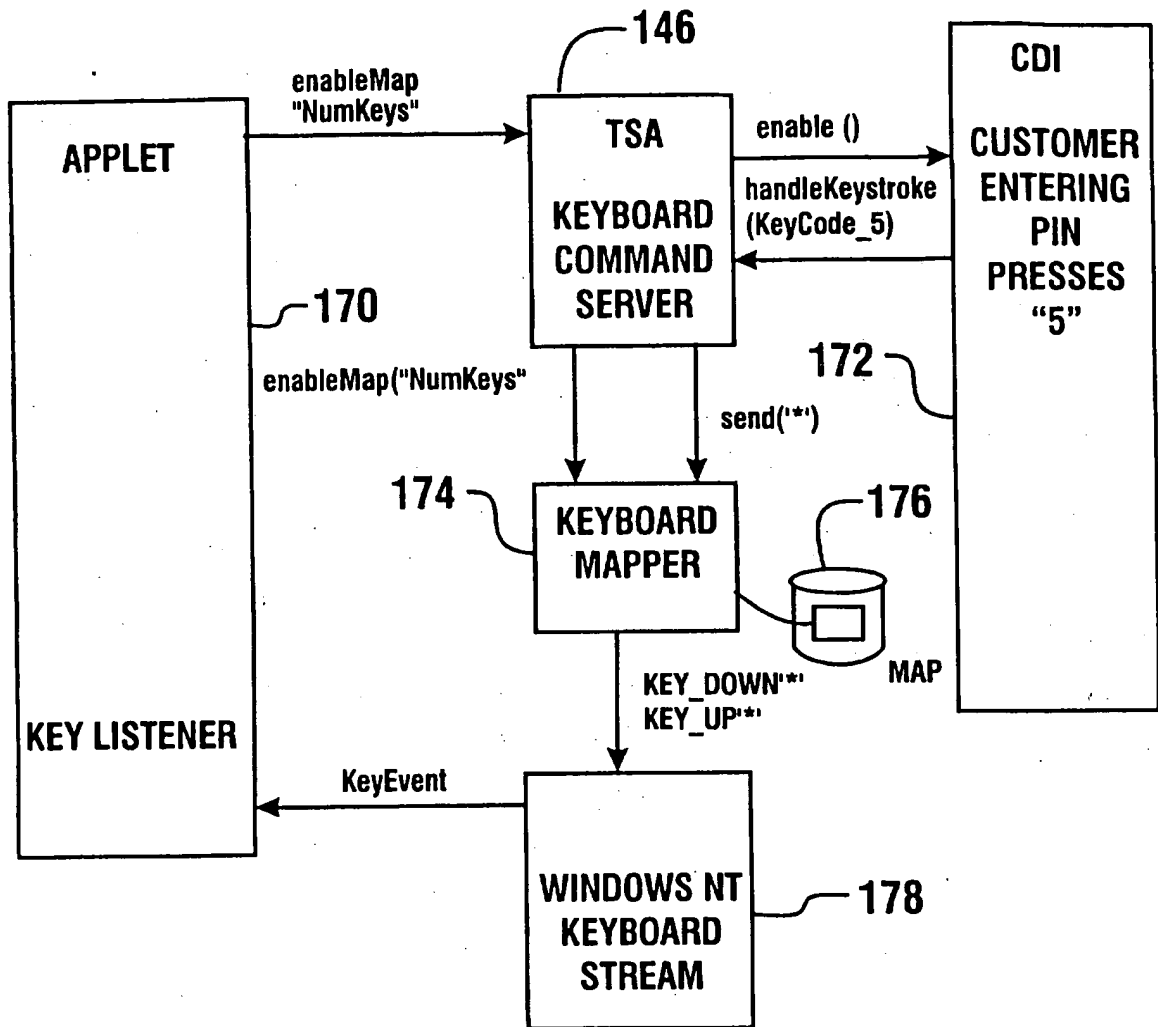 146
enableMap
"NumKeys"
APPLET
TSA
KEYBOARD
COMMAND
SERVER
enable ()
handleKeystroke
(KeyCode_5)
CDI
CUSTOMER
ENTERING
PIN
PRESSES
“5”
170
172
enableMap("NumKeys"
send('*')
174
KEYBOARD
MAPPER
176
MAP
KEY_DOWN'*'
KEY_UP'*'
KEY LISTENER
KeyEvent
WINDOWS NT
KEYBOARD
STREAM
178